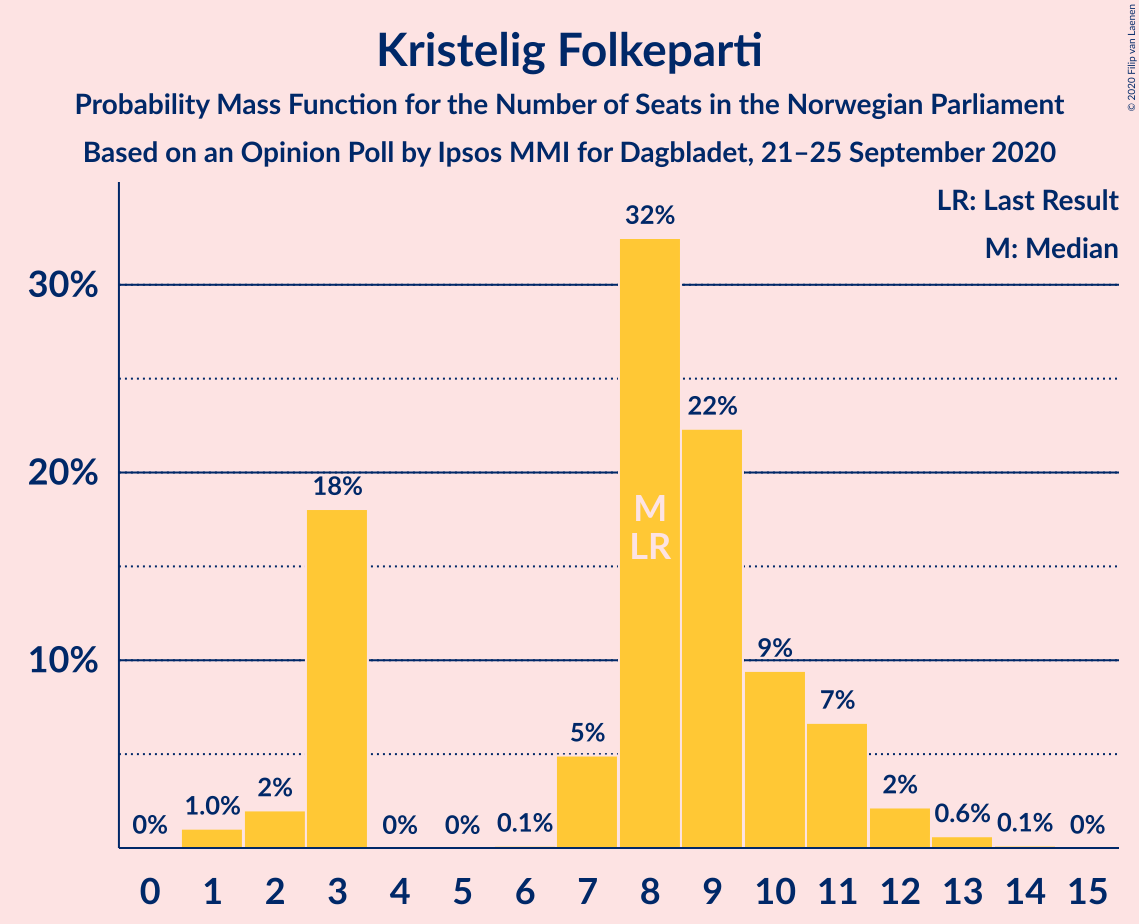 Kristelig Folkeparti
Probability Mass Function for the Number of Seats in the Norwegian Parliament
Based on an Opinion Poll by Ipsos MMI for Dagbladet, 21–25 September 2020
© 2020 Filip van Laenen
LR: Last Result
M: Median
30%
20%
10%
0%
1.0%
2%
18%
0%
0%
0.1%
5%
32%
22%
9%
7%
2%
0.6%
0.1%
0%
M
LR
0 1 2 3 4 5 6 7 8 9 10 11 12 13 14 15